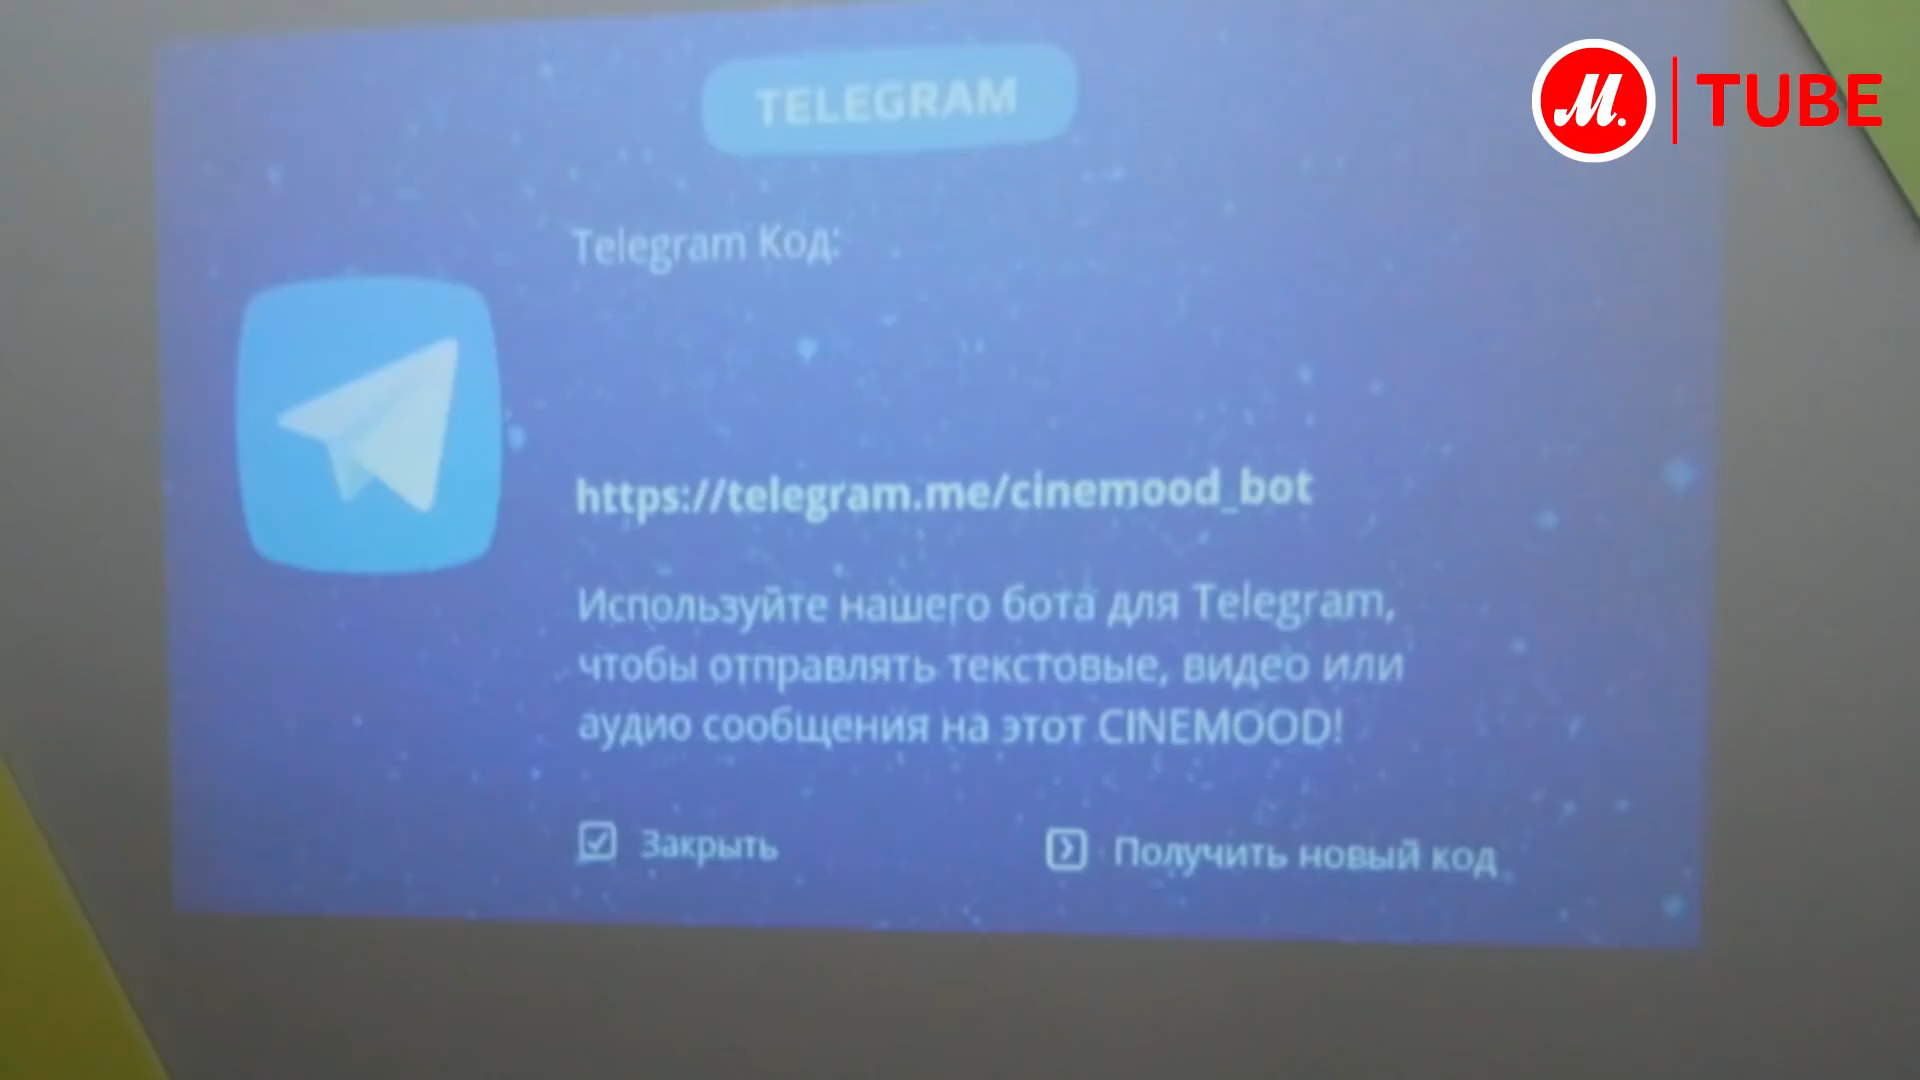 TELEGRAM
M. TUBE
Telegram Код:
https://telegram.me/cinemood_bot
Используйте нашего бота для Telegram,
чтобы отправлять текстовые, видео или
аудио сообщения на этот CINEMOOD!
Закрыть
Получить новый код